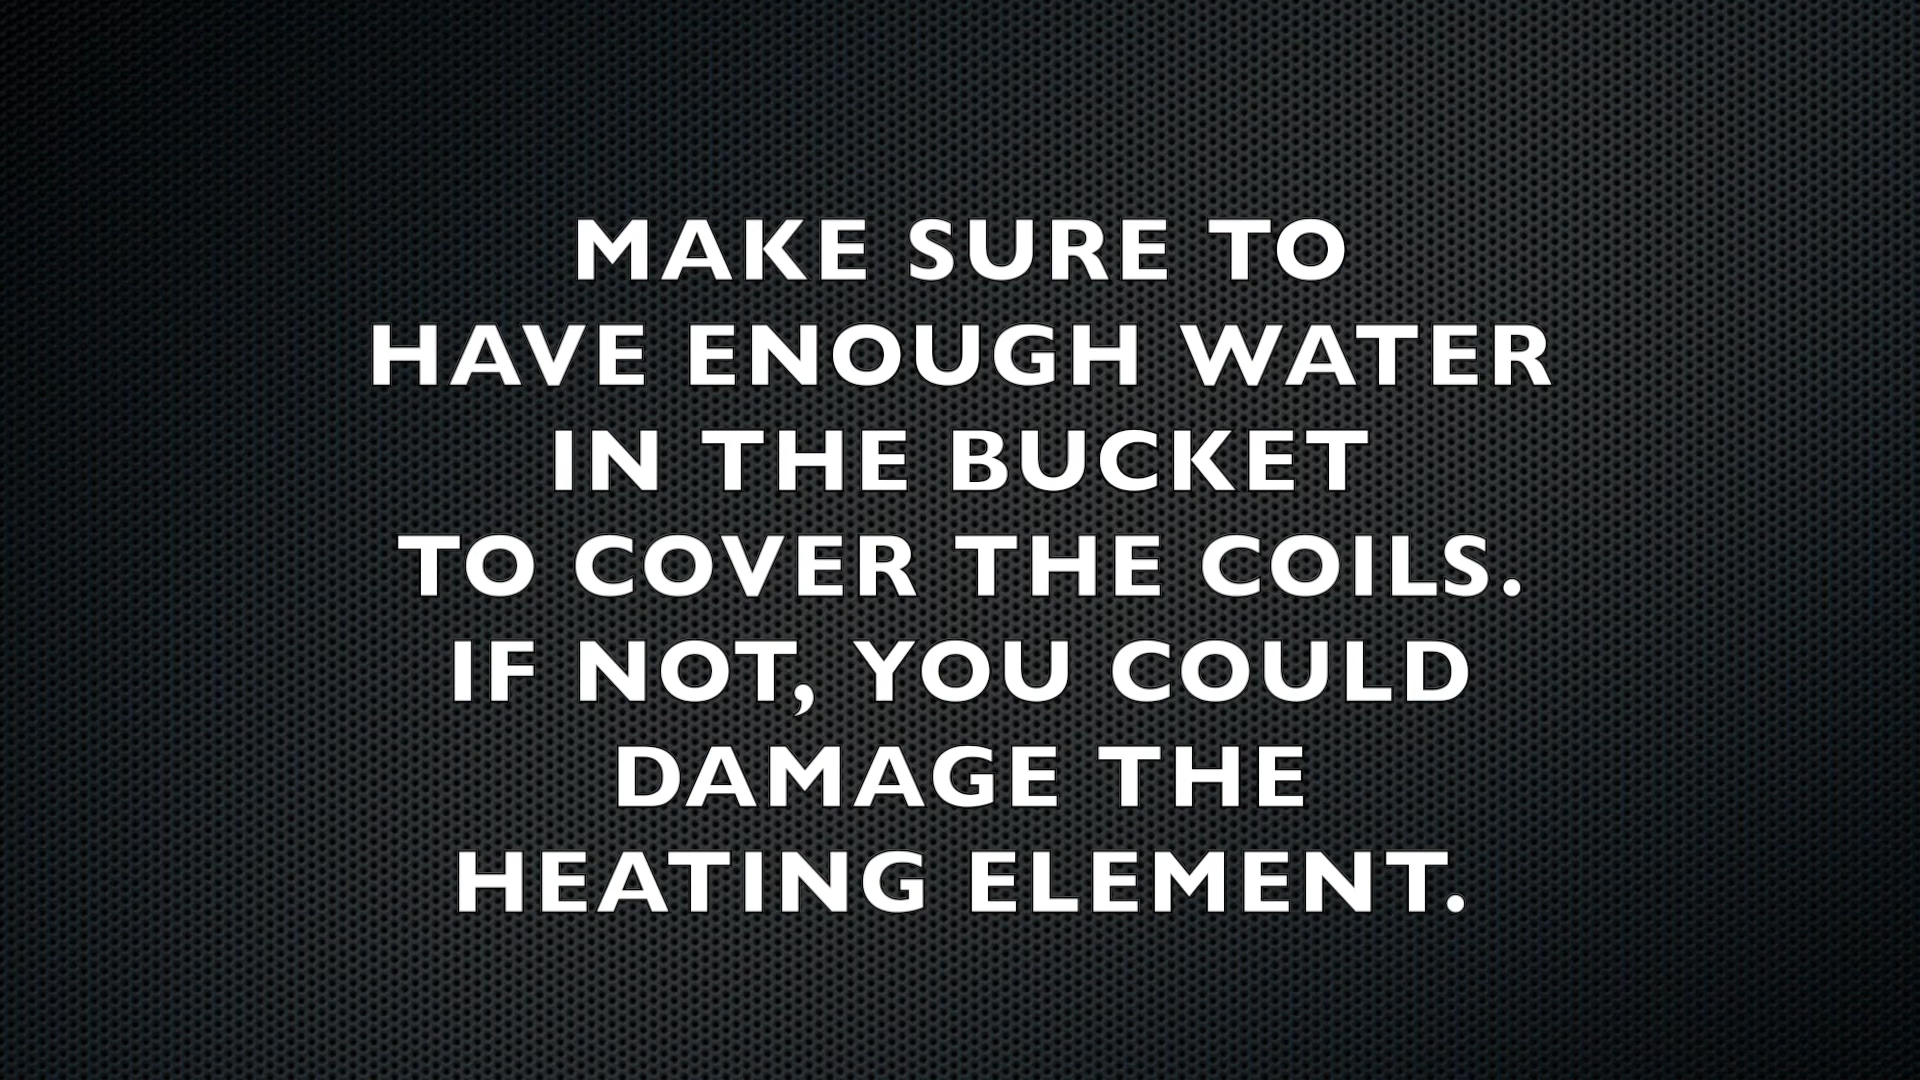 MAKE SURE TO
HAVE ENOUGH WATER
IN THE BUCKET
TO COVER THE COILS.
IF NOT, YOU COULD
DAMAGE THE
HEATING ELEMENT.